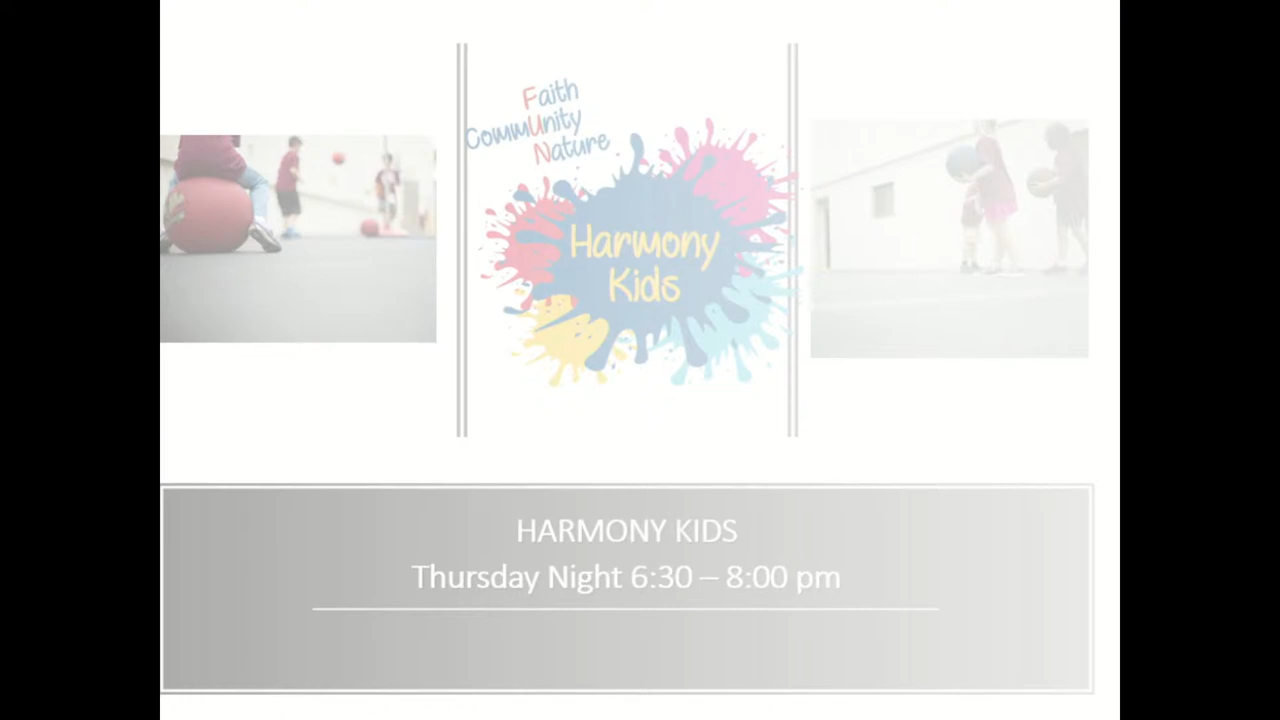 Faith
CommUnity
Nature
Harmony
Kids
HARMONY KIDS
Thursday Night 6:30 – 8:00 pm